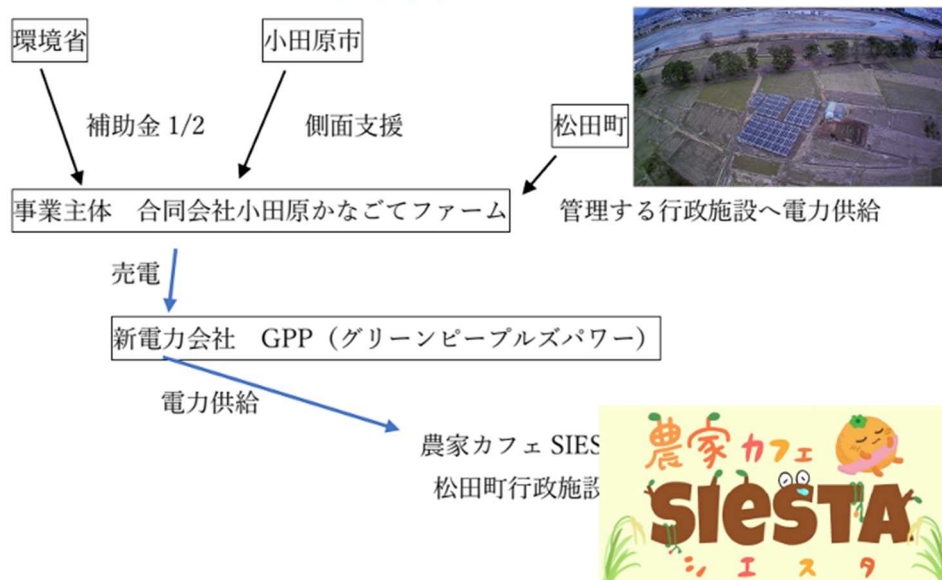 環境省
小田原市
補助金 1/2
側面支援
松田町
事業主体　合同会社小田原かなごてファーム
管理する行政施設へ電力供給
売電
新電力会社　GPP（グリーンピープルズパワー）
電力供給
農家カフェ SIES
松田町行政施設
農家カフェ
SIESTA
シエスタ